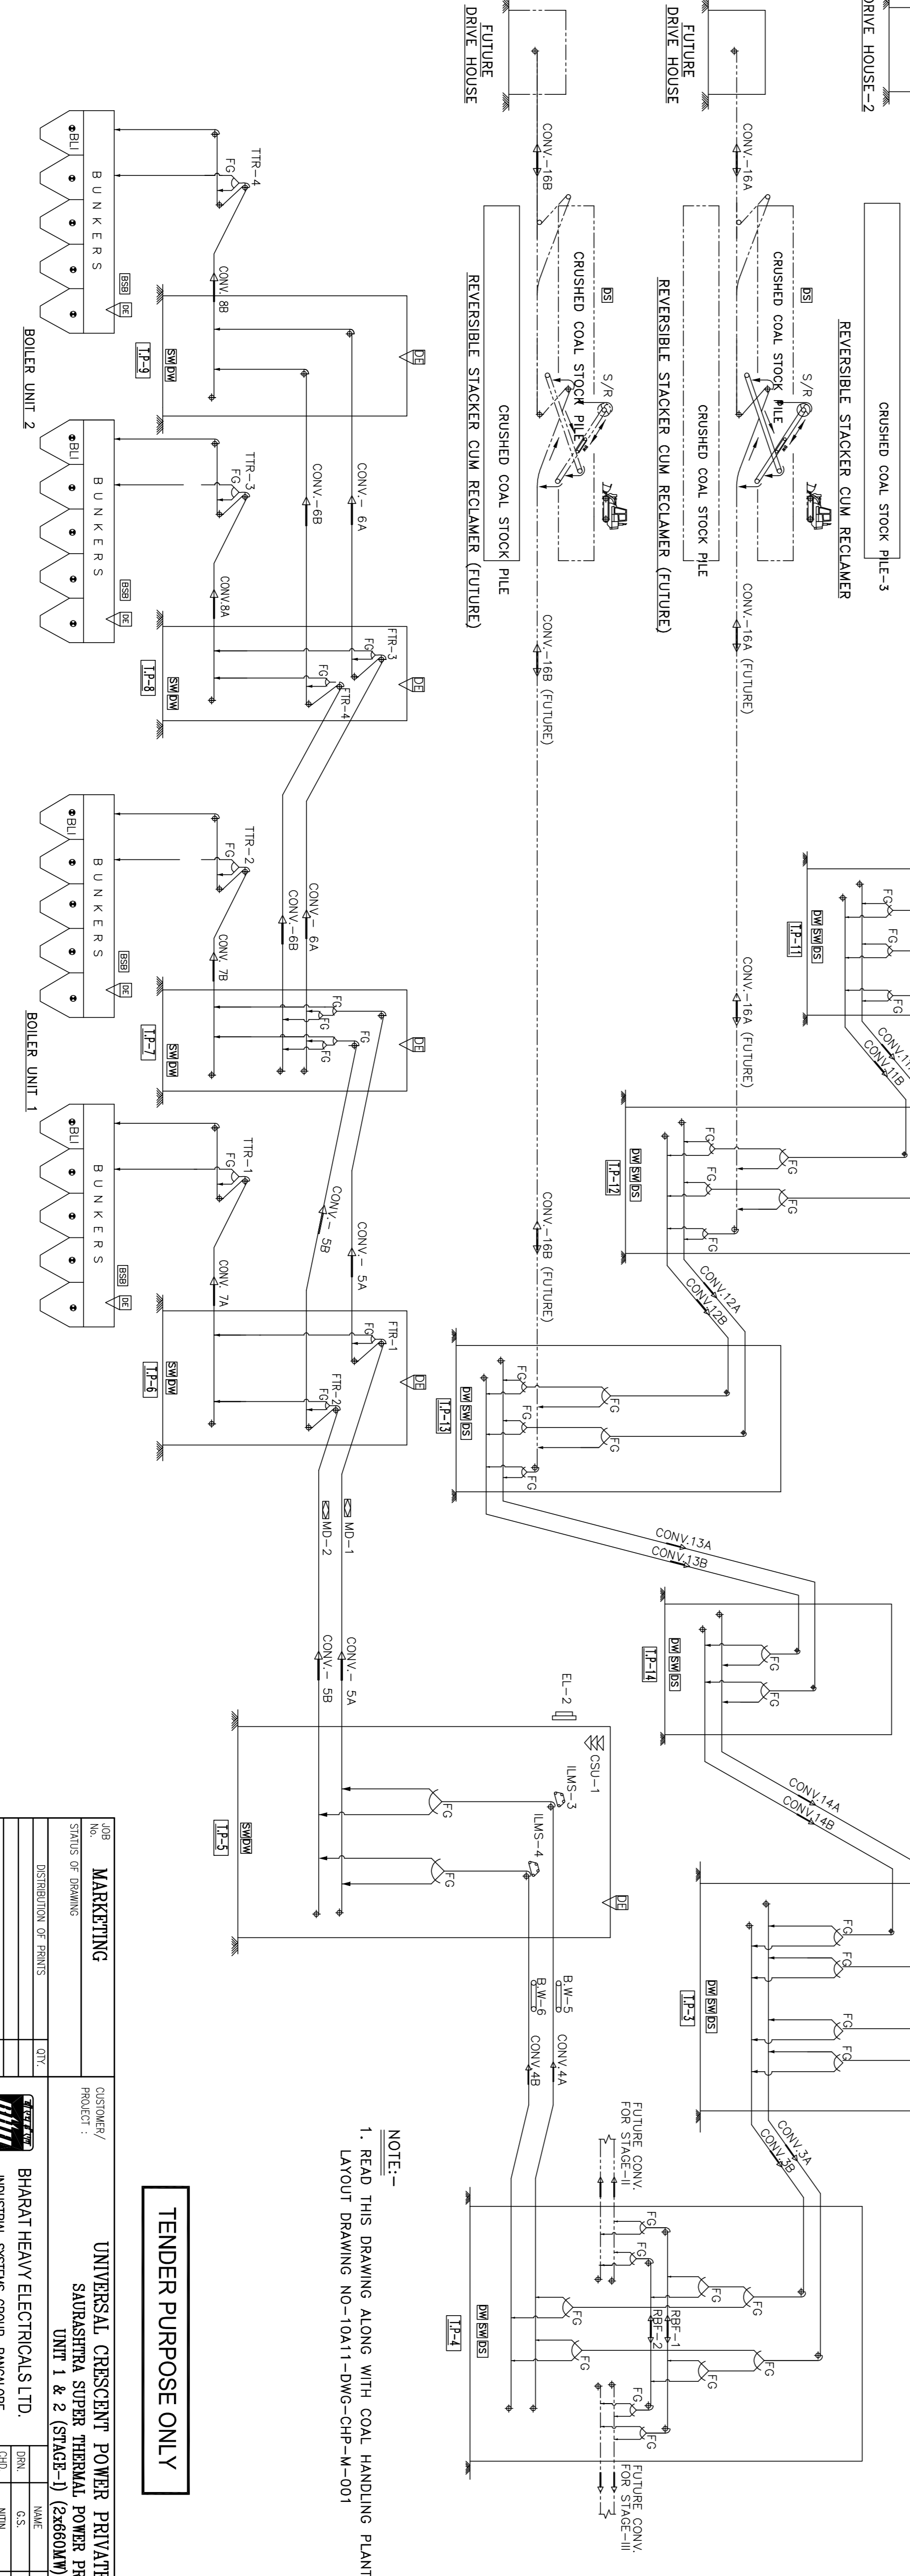 DRIVE HOUSE-2
CRUSHED COAL STOCK PILE-3
REVERSIBLE STACKER CUM RECLAMER
FUTURE
DRIVE HOUSE
CONV.-16A
DS
CRUSHED COAL STOCK PILE
S/R
CRUSHED COAL STOCK PILE
REVERSIBLE STACKER CUM RECLAMER (FUTURE)
CONV.-16A (FUTURE)
CONV.-16A (FUTURE)
FUTURE
DRIVE HOUSE
CONV.-16B
DS
CRUSHED COAL STOCK PILE
S/R
CRUSHED COAL STOCK PILE
REVERSIBLE STACKER CUM RECLAMER (FUTURE)
CONV.-16B (FUTURE)
CONV.-16B (FUTURE)
FG
FG
FG
DW SW DS
T.P-11
CONV.11B
FG
FG
FG
FG
FG
DW SW DS
T.P-12
CONV.12A
CONV.12B
FG
FG
FG
FG
FG
DW SW DS
T.P-13
CONV.13A
CONV.13B
FG
FG
DW SW DS
T.P-14
CONV.14A
CONV.14B
FG
FG
FG
FG
DW SW DS
T.P-3
CONV.3A
CONV.3B
FUTURE CONV.
FOR STAGE-II
FG
FG
FG
FG
FG
RBF-1
RBF-2
FG
FG
FG
FG
FG
DW SW DS
T.P-4
FUTURE CONV.
FOR STAGE-III
CONV.4A
CONV.4B
B.W-5
B.W-6
DE
EL-2
CSU-1
ILMS-3
ILMS-4
FG
FG
SW DW
T.P-5
CONV.- 5A
CONV.- 5B
MD-1
MD-2
DE
FTR-1
FG
FTR-2
FG
SW DW
T.P-6
CONV.- 5A
CONV.- 5B
CONV. 7A
TTR-1
FG
BUNKERS
BLI
BSB
DE
DE
FG
FG
FG
FG
SW DW
T.P-7
CONV.- 6A
CONV.-6B
CONV. 7B
TTR-2
FG
BUNKERS
BLI
BSB
DE
BOILER UNIT 1
DE
FTR-3
FG
FTR-4
FG
SW DW
T.P-8
CONV.- 6A
CONV.-6B
CONV.8A
TTR-3
FG
BUNKERS
BLI
BSB
DE
DE
SW DW
T.P-9
CONV. 8B
TTR-4
FG
BUNKERS
BLI
BSB
DE
BOILER UNIT 2
NOTE:-
1. READ THIS DRAWING ALONG WITH COAL HANDLING PLANT
LAYOUT DRAWING NO-10A11-DWG-CHP-M-001
TENDER PURPOSE ONLY
JOB No. MARKETING
STATUS OF DRAWING
DISTRIBUTION OF PRINTS QTY.
CUSTOMER/
PROJECT :
UNIVERSAL CRESCENT POWER PRIVATE
SAURASHTRA SUPER THERMAL POWER
UNIT 1 & 2 (STAGE-I) (2x660MW)
BHARAT HEAVY ELECTRICALS LTD.
INDUSTRIAL SYSTEMS GROUP, BANGALORE
NAME
DRN. G.S.
CHD. NITIN